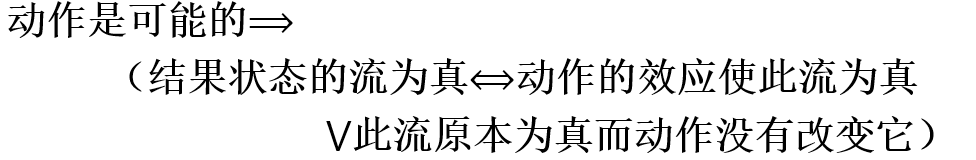 动作是可能的⟹
（结果状态的流为真⟺动作的效应使此流为真
∨此流原本为真而动作没有改变它）